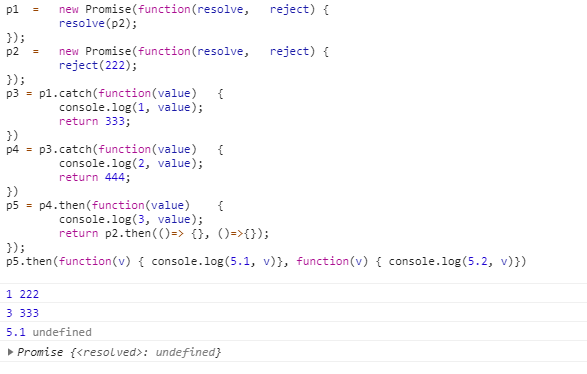 p1 = new Promise(function(resolve, reject) {
resolve(p2);
});
p2 = new Promise(function(resolve, reject) {
reject(222);
});
p3 = p1.catch(function(value) {
console.log(1, value);
return 333;
})
p4 = p3.catch(function(value) {
console.log(2, value);
return 444;
})
p5 = p4.then(function(value) {
console.log(3, value);
return p2.then(()=> {}, ()=>{});
});
p5.then(function(v) { console.log(5.1, v)}, function(v) { console.log(5.2, v)})
1 222
3 333
5.1 undefined
Promise {<resolved>: undefined}